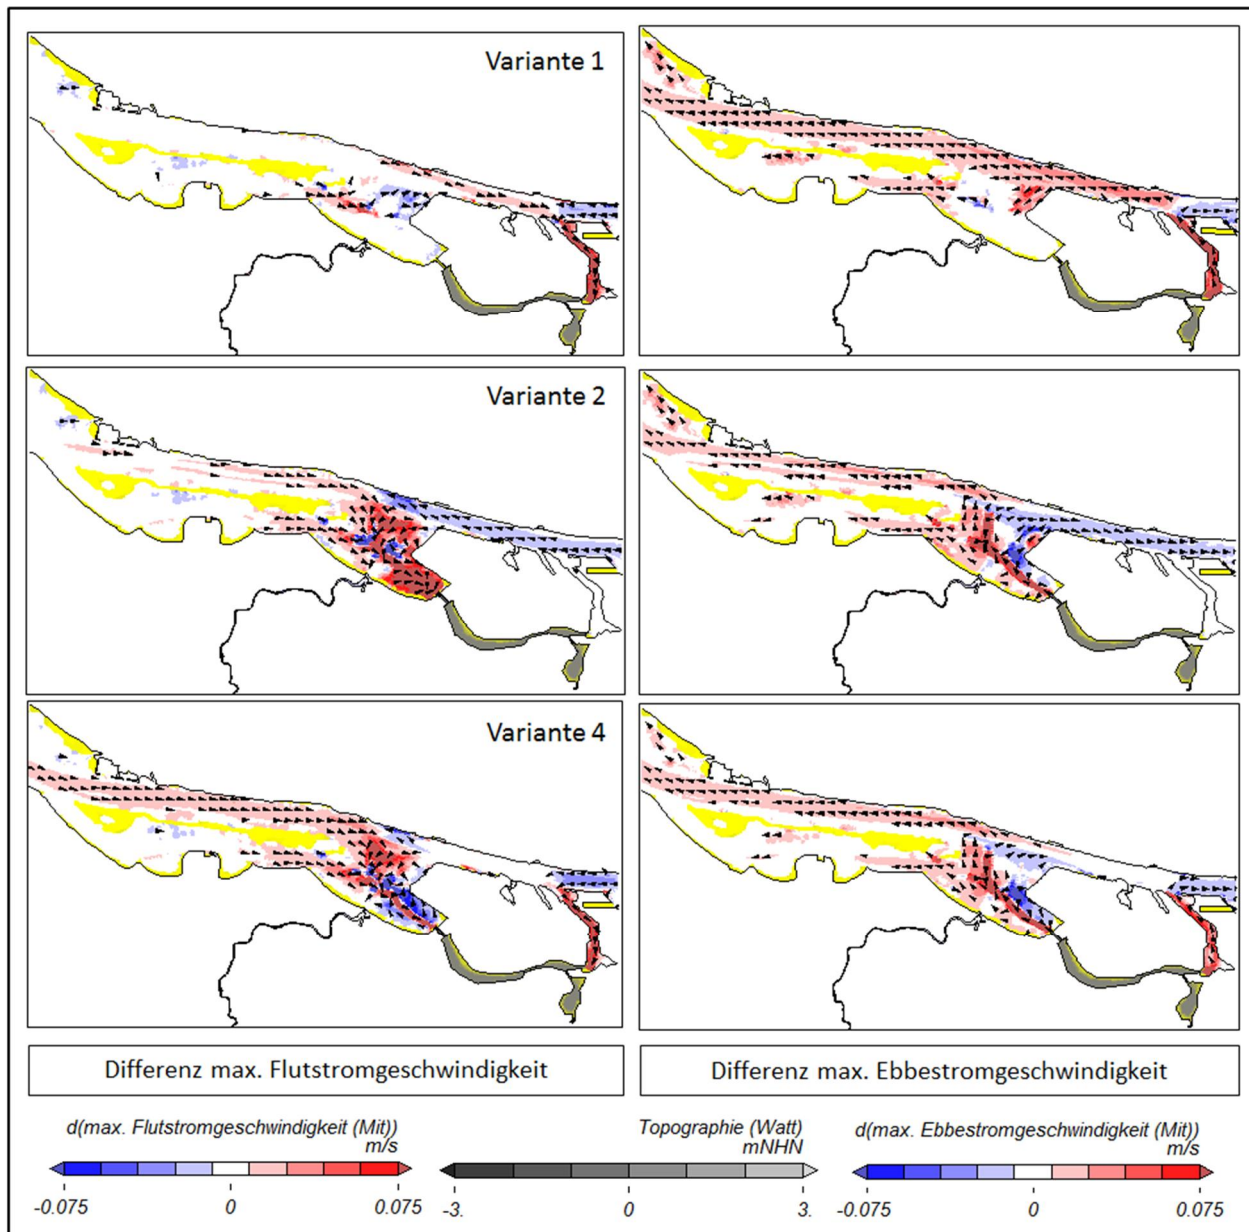 Variante 1
Variante 2
Variante 4
Differenz max. Flutstromgeschwindigkeit
Differenz max. Ebbestromgeschwindigkeit
d(max. Flutstromgeschwindigkeit (Mit))
m/s
-0.075 0 0.075
Topographie (Watt)
mNHN
-3. 0 3.
d(max. Ebbestromgeschwindigkeit (Mit))
m/s
-0.075 0 0.075